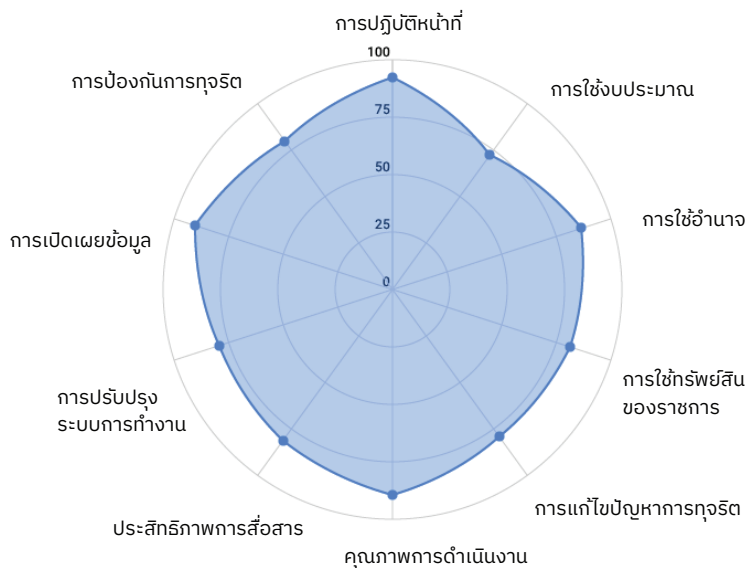 การปฏิบัติหน้าที่
100
การป้องกันการทุจริต
การใช้งบประมาณ
75
50
การใช้อำนาจ
การเปิดเผยข้อมูล
25
0
การใช้ทรัพย์สิน
ของราชการ
การปรับปรุง
ระบบการทำงาน
การแก้ไขปัญหาการทุจริต
ประสิทธิภาพการสื่อสาร
คุณภาพการดำเนินงาน